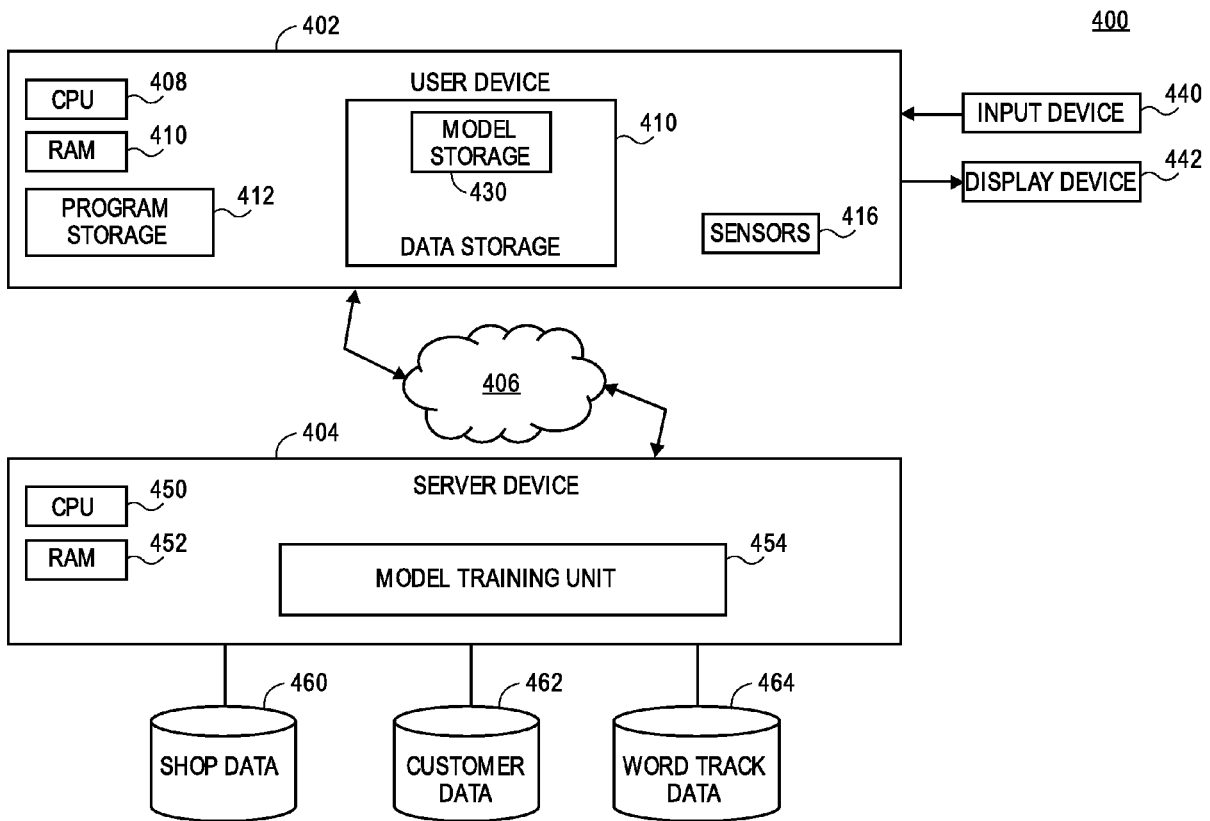 400
402
USER DEVICE
CPU
408
RAM
410
PROGRAM
STORAGE
412
MODEL
STORAGE
430
410
DATA STORAGE
SENSORS
416
INPUT DEVICE
440
DISPLAY DEVICE
442
406
404
SERVER DEVICE
CPU
450
RAM
452
MODEL TRAINING UNIT
454
SHOP DATA
460
CUSTOMER
DATA
462
WORD TRACK
DATA
464